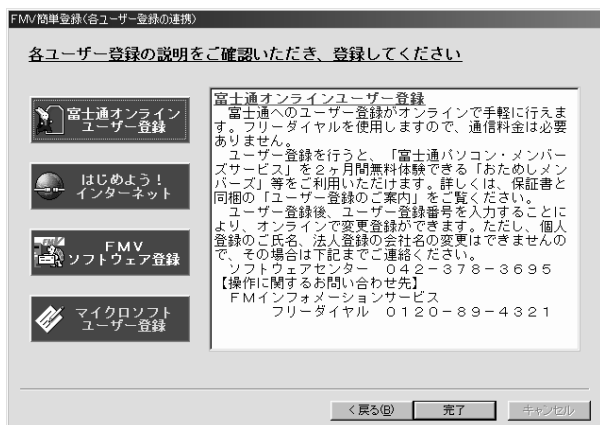 FMV簡単登録(各ユーザー登録の連携)
各ユーザー登録の説明をご確認いただき、登録してください
富士通オンライン
ユーザー登録
はじめよう！
インターネット
FMV
ソフトウェア登録
マイクロソフト
ユーザー登録
富士通オンラインユーザー登録
　富士通へのユーザー登録がオンラインで手軽に行えま
す。フリーダイヤルを使用しますので、通信料金は必要
ありません。
　ユーザー登録を行うと、「富士通パソコン・メンバー
ズサービス」を２ヶ月間無料体験できる「おためしメン
バーズ」等をご利用いただけます。詳しくは、保証書と
同梱の「ユーザー登録のご案内」をご覧ください。
　ユーザー登録後、ユーザー登録番号を入力することに
より、オンラインで変更登録ができます。ただし、個人
登録のご氏名、法人登録の会社名の変更はできませんの
で、その場合は下記までご連絡ください。
　ソフトウェアセンター　０４２－３７８－３６９５
【操作に関するお問い合わせ先】
　ＦＭインフォメーションサービス
　　　フリーダイヤル　０１２０－８９－４３２１
＜戻る(B)
完了
キャンセル